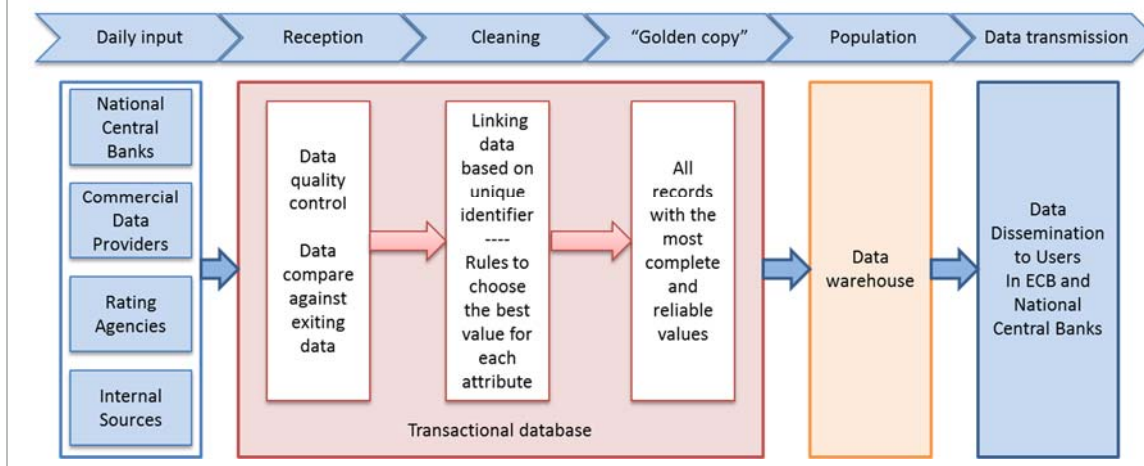 Daily input
Reception
Cleaning
“Golden copy”
Population
Data transmission
National
Central
Banks
Commercial
Data
Providers
Rating
Agencies
Internal
Sources
Data
quality
control
Data
compare
against
exiting
data
Linking
data
based on
unique
identifier
----
Rules to
choose
the best
value for
each
attribute
All
records
with the
most
complete
and
reliable
values
Transactional database
Data
warehouse
Data
Dissemination
to Users
In ECB and
National
Central Banks